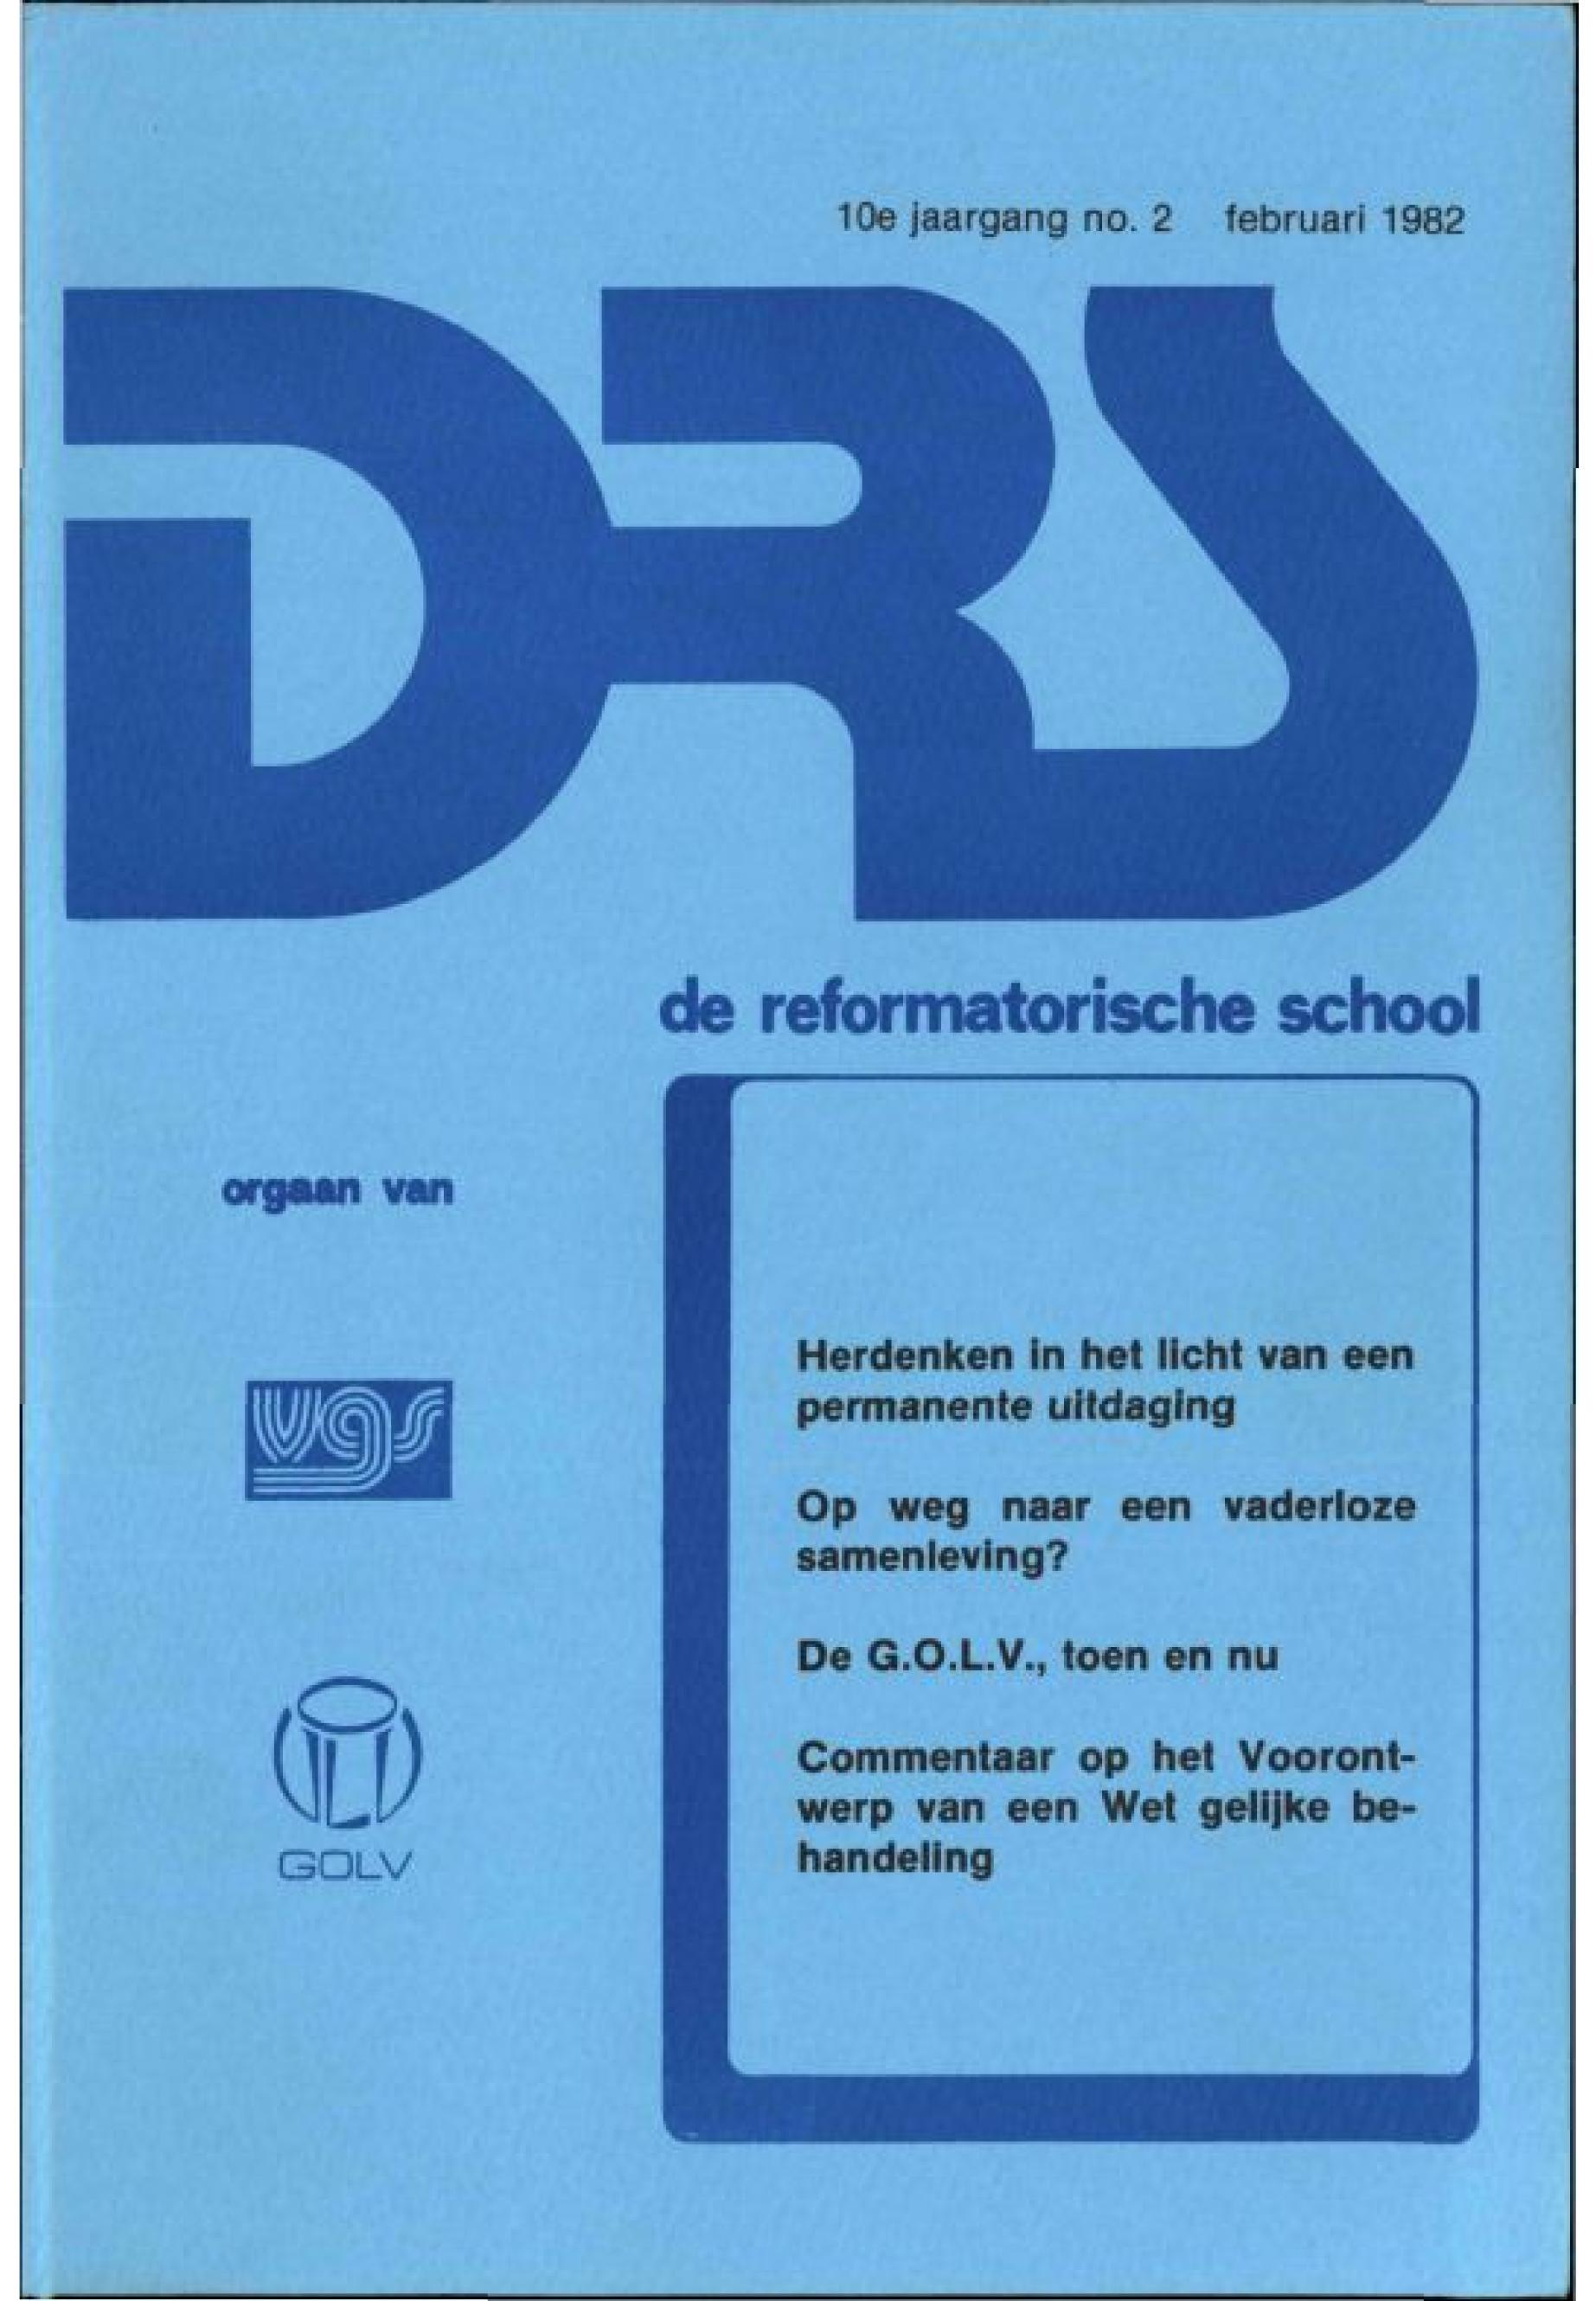 10e jaargang no. 2 februari 1982
DRS
de reformatorische school
orgaan van
vgs
GOLV
Herdenken in het licht van een
permanente uitdaging
Op weg naar een vaderloze
samenleving?
De G.O.L.V., toen en nu
Commentaar op het Vooront-
werp van een Wet gelijke be-
handeling